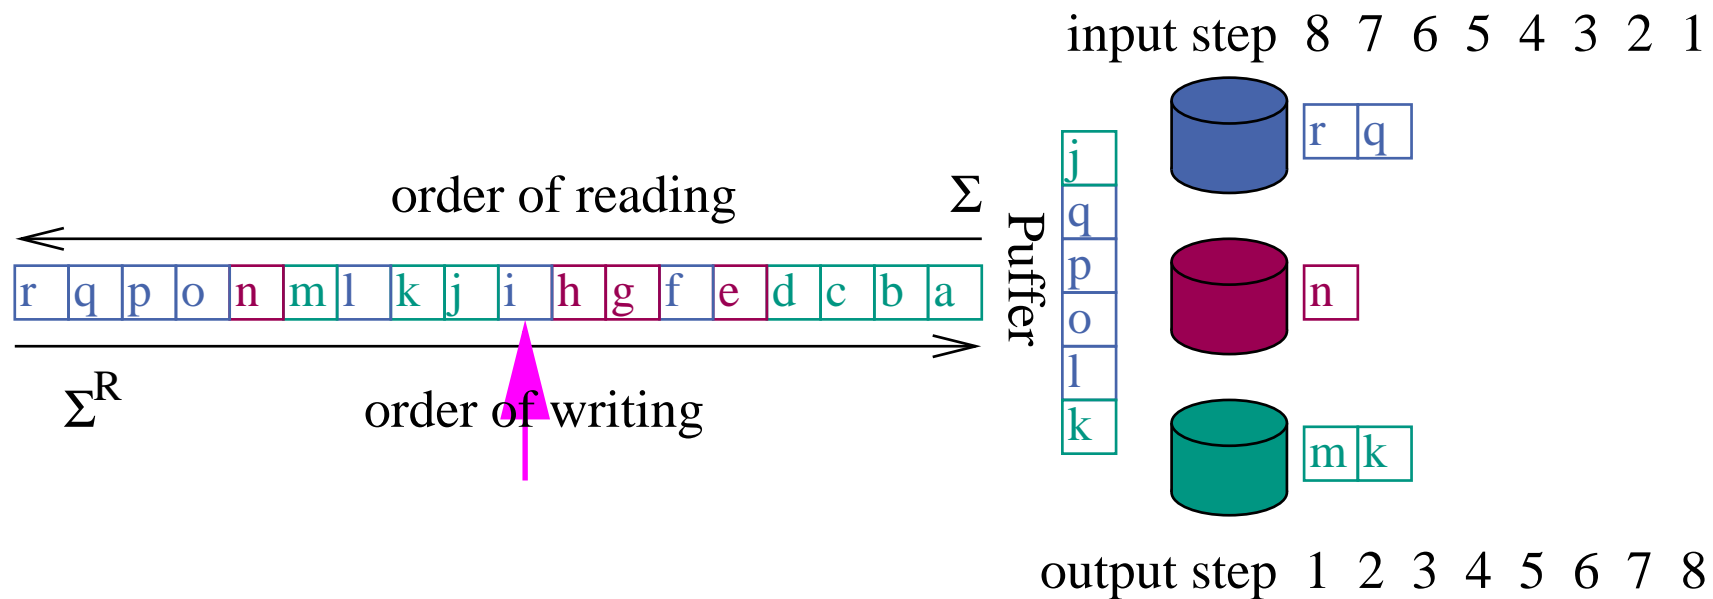 input step 8 7 6 5 4 3 2 1
r q
j
order of reading Σ
q
Puffer
p
r q p o n m l k j i h g f e d c b a
n
o
l
Σ^R order of writing
k
m k
output step 1 2 3 4 5 6 7 8